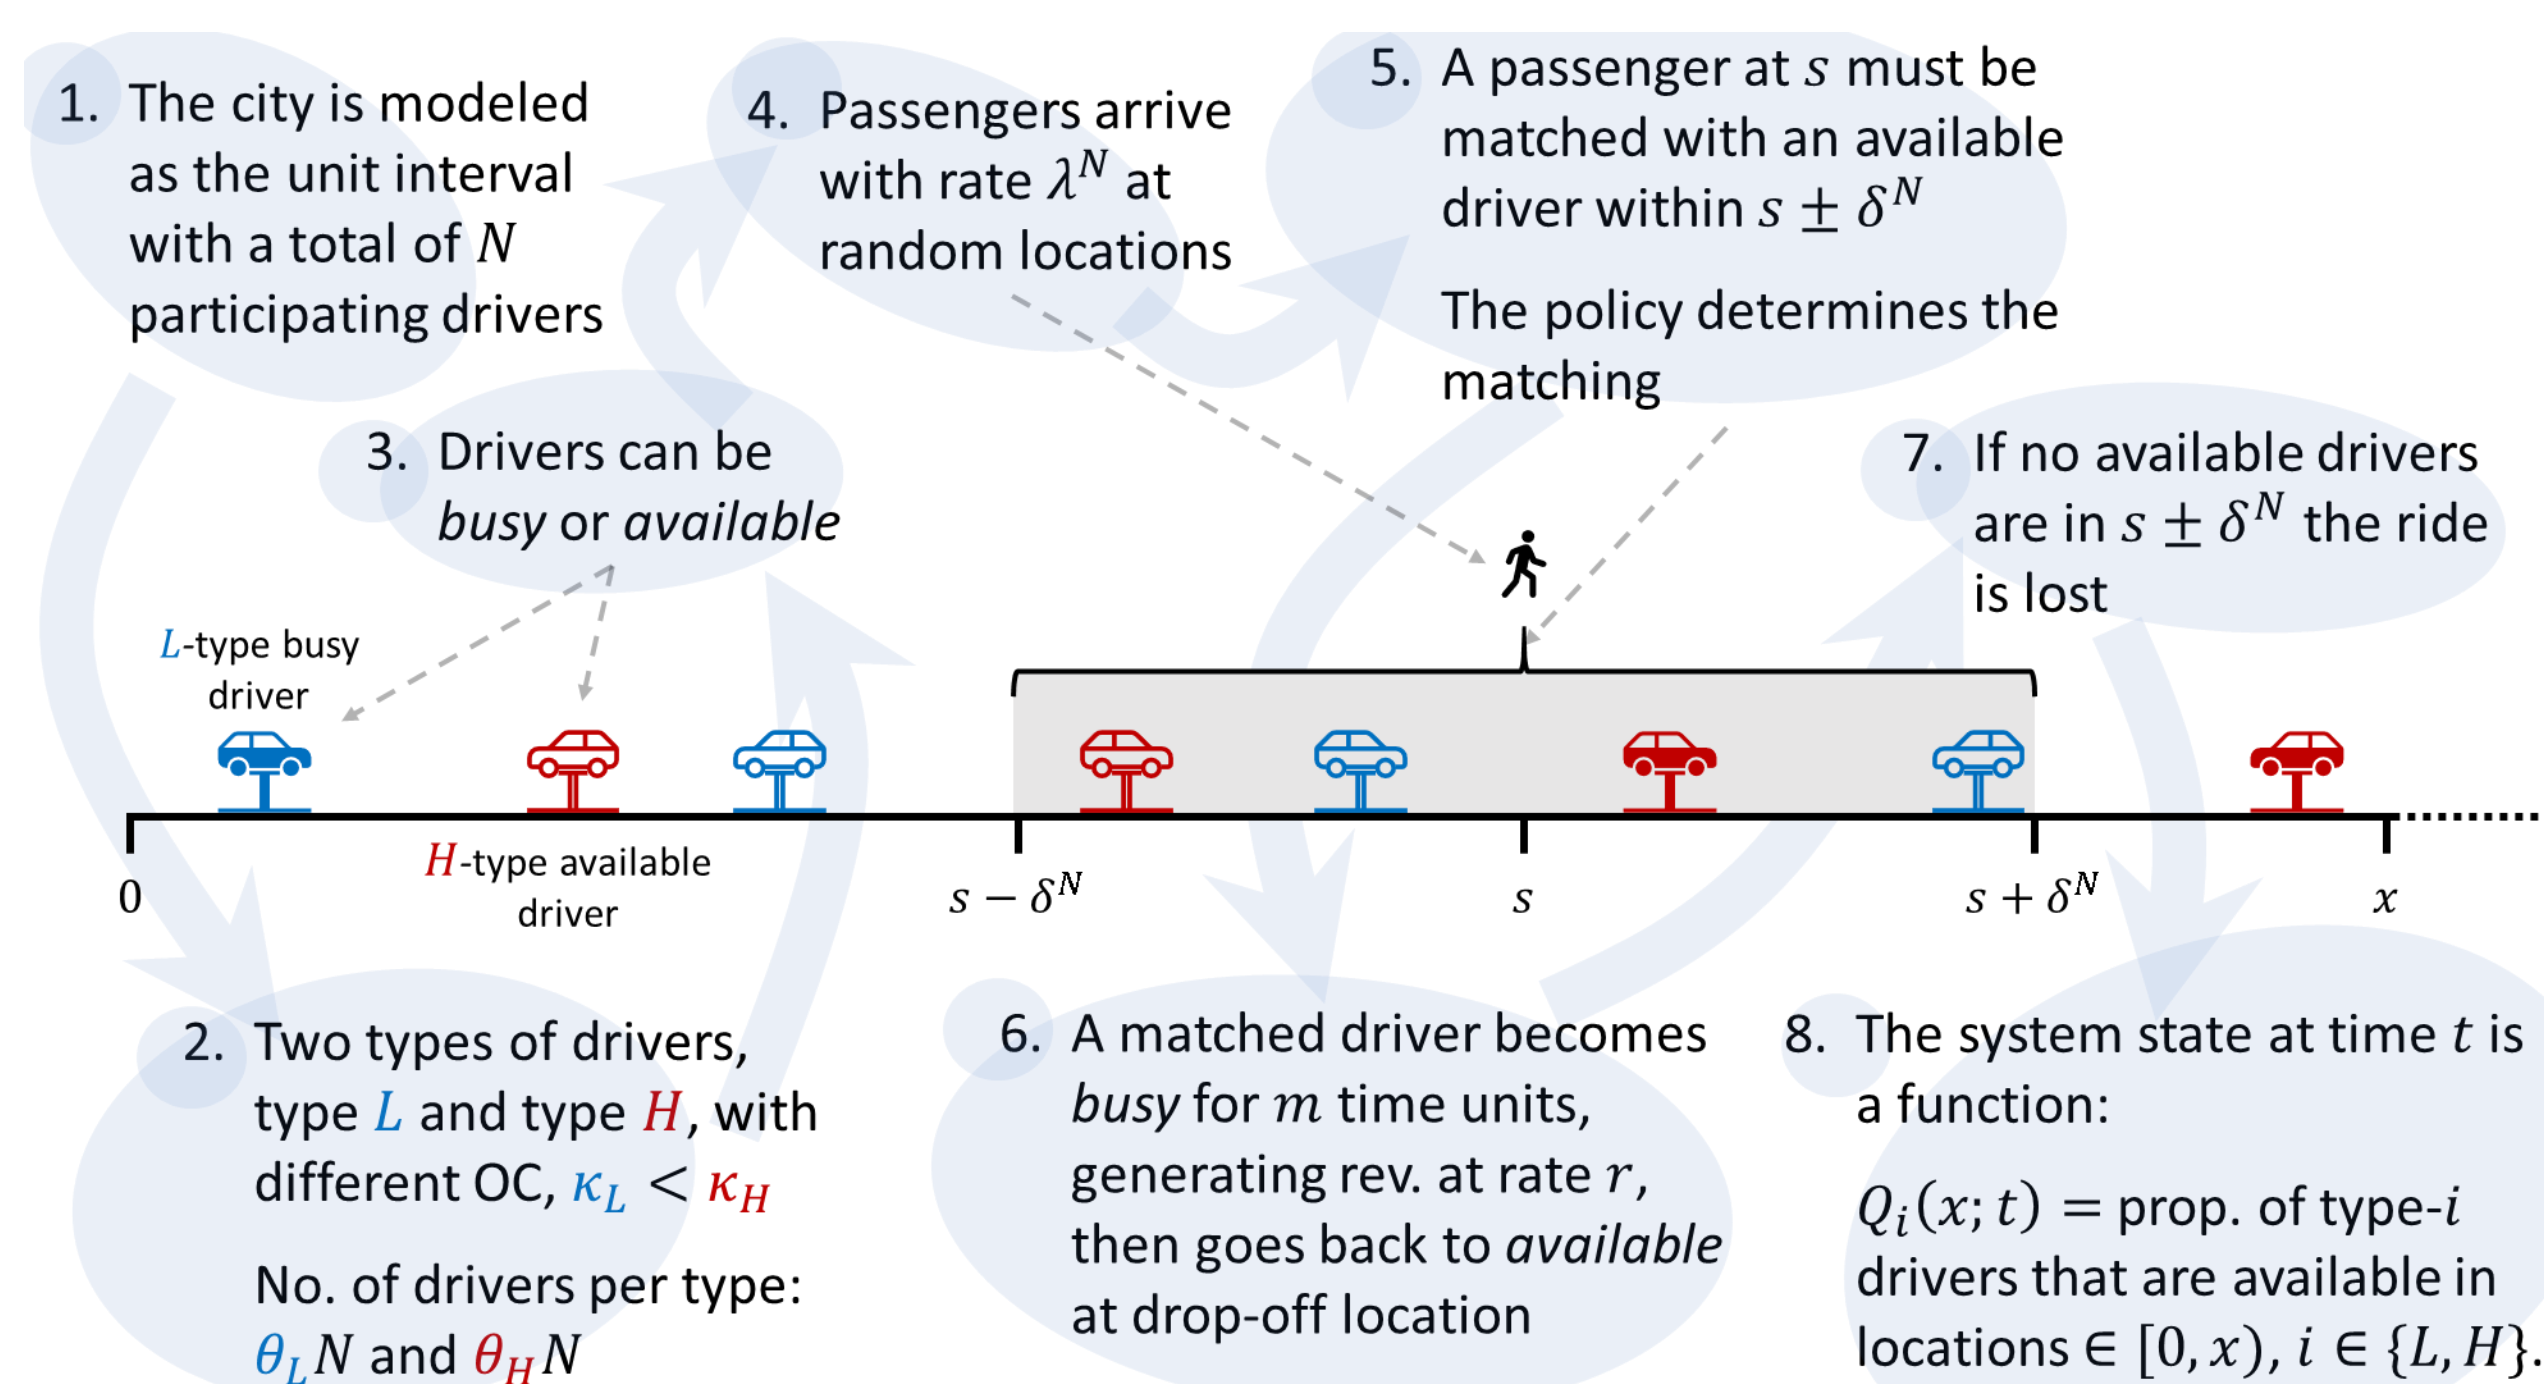 1. The city is modeled
as the unit interval
with a total of N
participating drivers
2. Two types of drivers,
type L and type H, with
different OC, κ_L < κ_H
No. of drivers per type:
θ_L N and θ_H N
3. Drivers can be
busy or available
4. Passengers arrive
with rate λ^N at
random locations
5. A passenger at s must be
matched with an available
driver within s ± δ^N
The policy determines the
matching
6. A matched driver becomes
busy for m time units,
generating rev. at rate r,
then goes back to available
at drop-off location
7. If no available drivers
are in s ± δ^N the ride
is lost
8. The system state at time t is
a function:
Q_i(x; t) = prop. of type-i
drivers that are available in
locations ∈ [0, x), i ∈ {L, H}.
L-type busy
driver
H-type available
driver
0
s − δ^N
s
s + δ^N
x